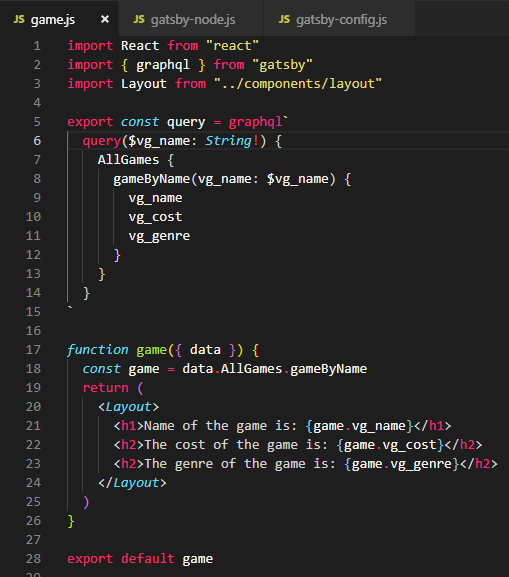 JS game.js × JS gatsby-node.js JS gatsby-config.js
1 import React from "react"
2 import { graphql } from "gatsby"
3 import Layout from "../components/layout"
4
5 export const query = graphql`
6 query($vg_name: String!) {
7 AllGames {
8 gameByName(vg_name: $vg_name) {
9 vg_name
10 vg_cost
11 vg_genre
12 }
13 }
14 }
15 `
16
17 function game({ data }) {
18 const game = data.AllGames.gameByName
19 return (
20 <Layout>
21 <h1>Name of the game is: {game.vg_name}</h1>
22 <h2>The cost of the game is: {game.vg_cost}</h2>
23 <h2>The genre of the game is: {game.vg_genre}</h2>
24 </Layout>
25 )
26 }
27
28 export default game